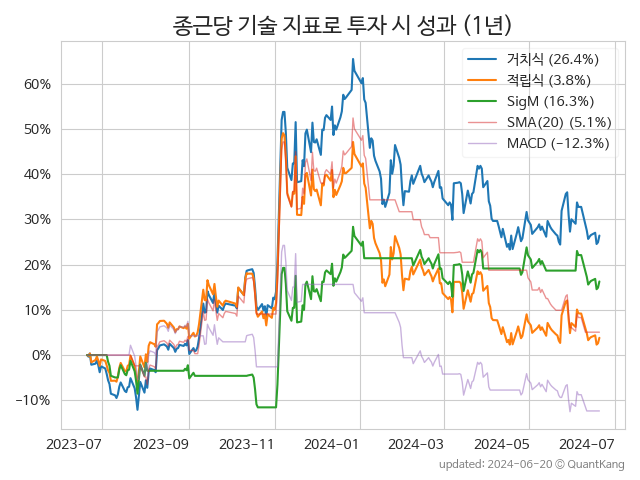 종근당 기술 지표로 투자 시 성과 (1년)
거치식 (26.4%)
적립식 (3.8%)
SigM (16.3%)
SMA(20) (5.1%)
MACD (−12.3%)
60%
50%
40%
30%
20%
10%
0%
−10%
2023-07 2023-09 2023-11 2024-01 2024-03 2024-05 2024-07
updated: 2024-06-20 © QuantKang